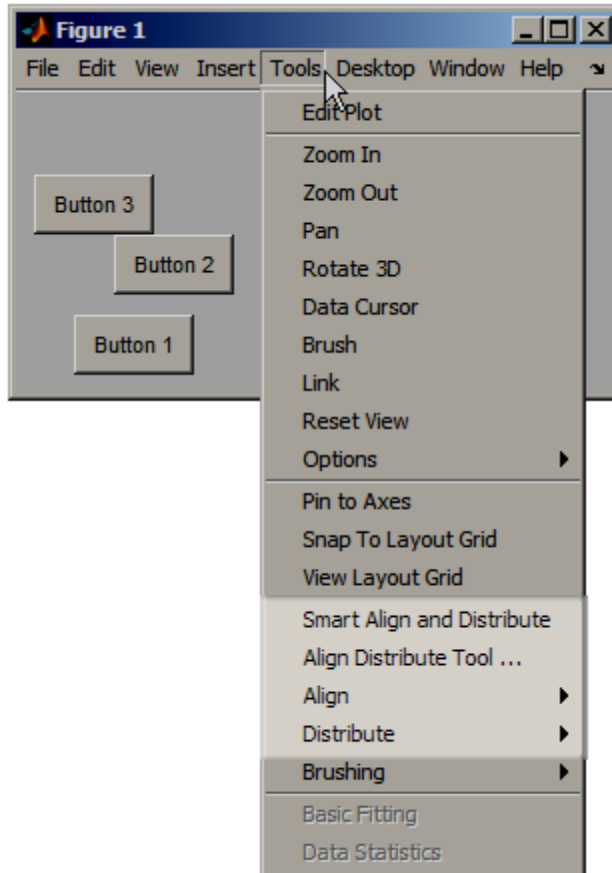 Figure 1
File Edit View Insert Tools Desktop Window Help
Edit Plot
Zoom In
Zoom Out
Pan
Rotate 3D
Data Cursor
Brush
Link
Reset View
Options
Pin to Axes
Snap To Layout Grid
View Layout Grid
Smart Align and Distribute
Align Distribute Tool ...
Align
Distribute
Brushing
Basic Fitting
Data Statistics
Button 3
Button 2
Button 1